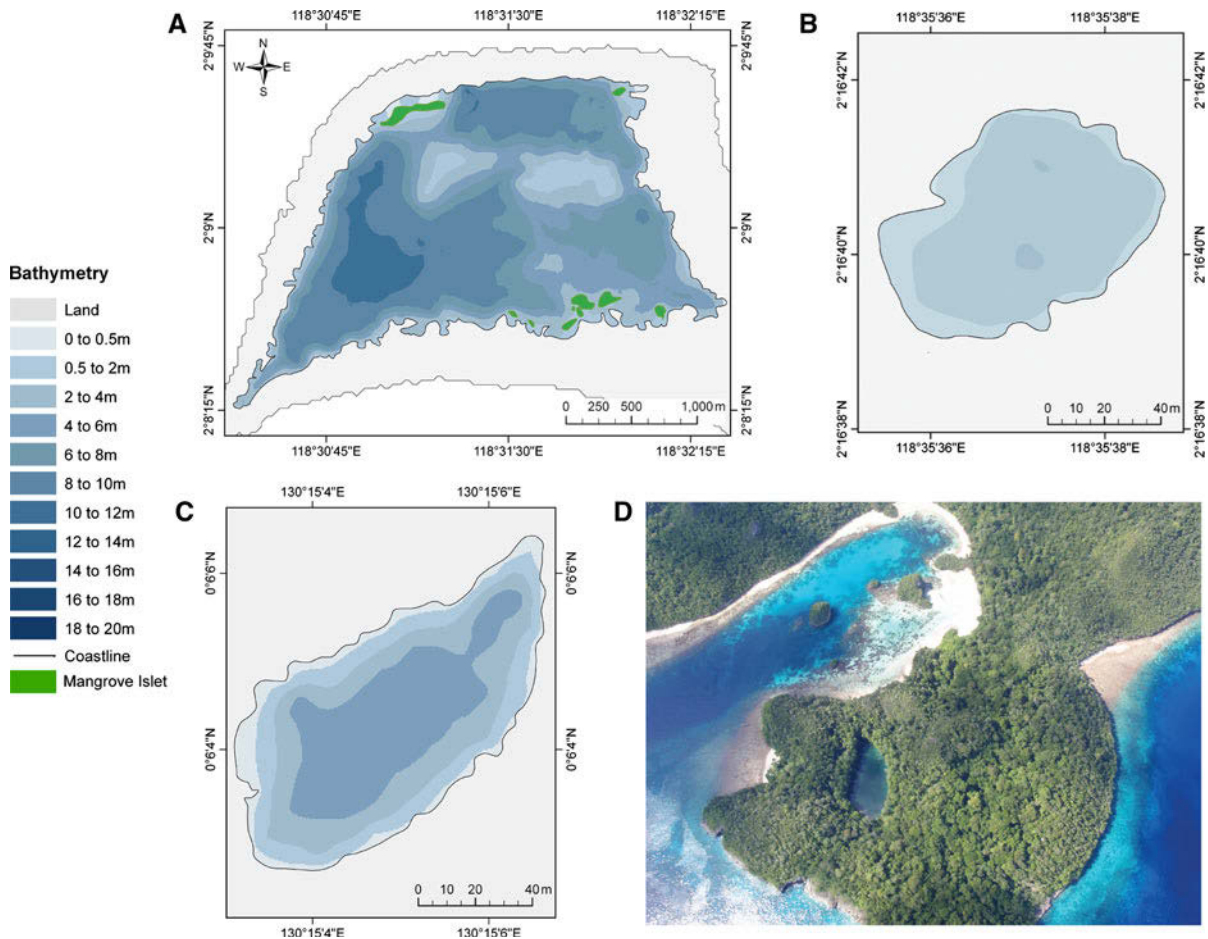 A
118°30'45"E 118°31'30"E 118°32'15"E
2°9'45"N 2°9'45"N
N
W E
S
2°9'N 2°9'N
2°8'15"N 2°8'15"N
0 250 500 1,000 m
118°30'45"E 118°31'30"E 118°32'15"E
B
118°35'36"E 118°35'38"E
2°16'42"N 2°16'42"N
2°16'40"N 2°16'40"N
2°16'38"N 2°16'38"N
0 10 20 40 m
118°35'36"E 118°35'38"E
Bathymetry
Land
0 to 0.5m
0.5 to 2m
2 to 4m
4 to 6m
6 to 8m
8 to 10m
10 to 12m
12 to 14m
14 to 16m
16 to 18m
18 to 20m
Coastline
Mangrove Islet
C
130°15'4"E 130°15'6"E
0°6'6"N 0°6'6"N
0°6'4"N 0°6'4"N
0 10 20 40 m
130°15'4"E 130°15'6"E
D